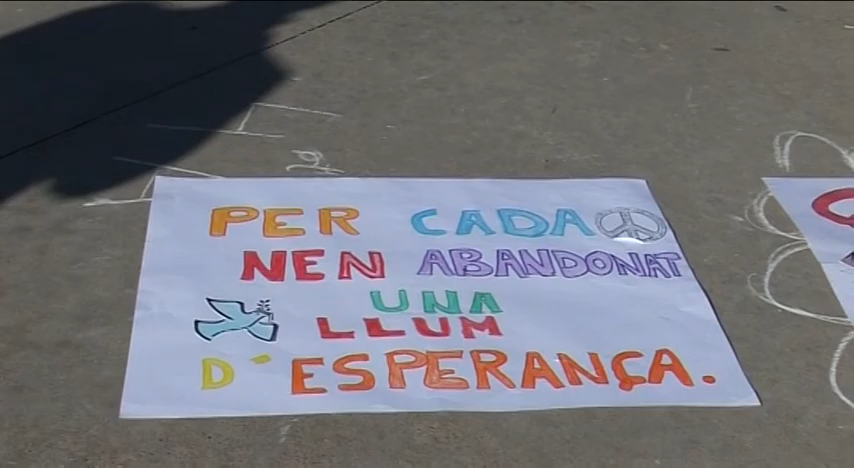 PER CADA
NEN ABANDONAT
UNA
LLUM
D'ESPERANÇA.